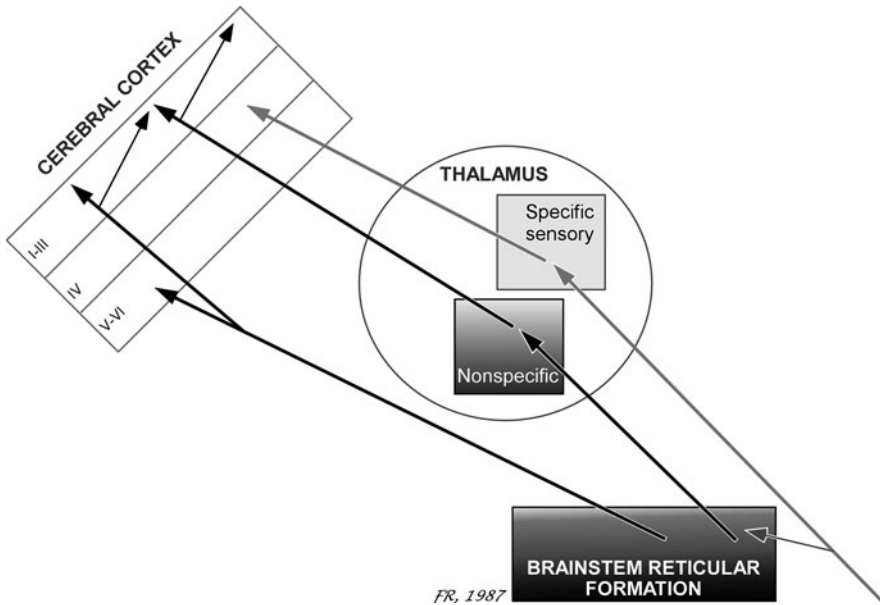 CEREBRAL CORTEX
I-III
IV
V-VI
THALAMUS
Specific
sensory
Nonspecific
BRAINSTEM RETICULAR
FORMATION
FR, 1987